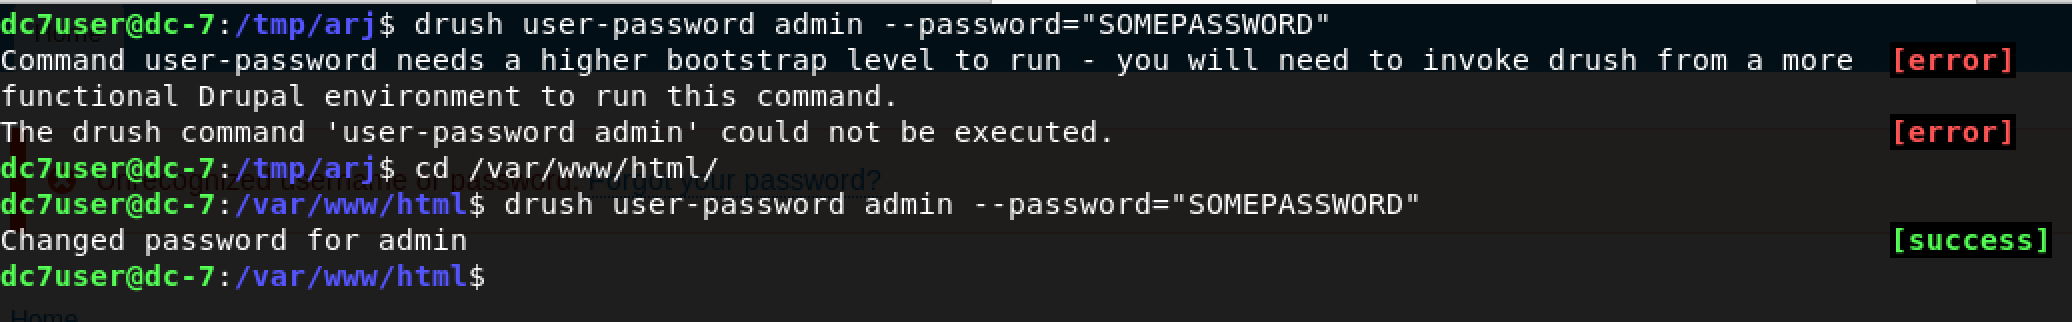 dc7user@dc-7:/tmp/arj$ drush user-password admin --password="SOMEPASSWORD"
Command user-password needs a higher bootstrap level to run - you will need to invoke drush from a more [error]
functional Drupal environment to run this command.
The drush command 'user-password admin' could not be executed. [error]
dc7user@dc-7:/tmp/arj$ cd /var/www/html/
Unrecognized username or password. Forgot your password?
dc7user@dc-7:/var/www/html$ drush user-password admin --password="SOMEPASSWORD"
Changed password for admin [success]
dc7user@dc-7:/var/www/html$
Home